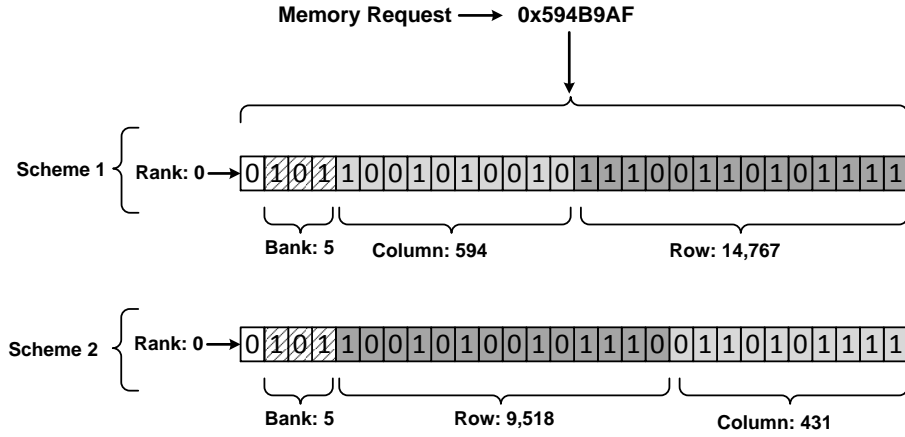 Memory Request 0x594B9AF
Scheme 1
Rank: 0
0 1 0 1 1 0 0 1 0 1 0 0 1 0 1 1 1 0 0 1 1 0 1 0 1 1 1 1
Bank: 5 Column: 594 Row: 14,767
Scheme 2
Rank: 0
0 1 0 1 1 0 0 1 0 1 0 0 1 0 1 1 1 0 0 1 1 0 1 0 1 1 1 1
Bank: 5 Row: 9,518 Column: 431